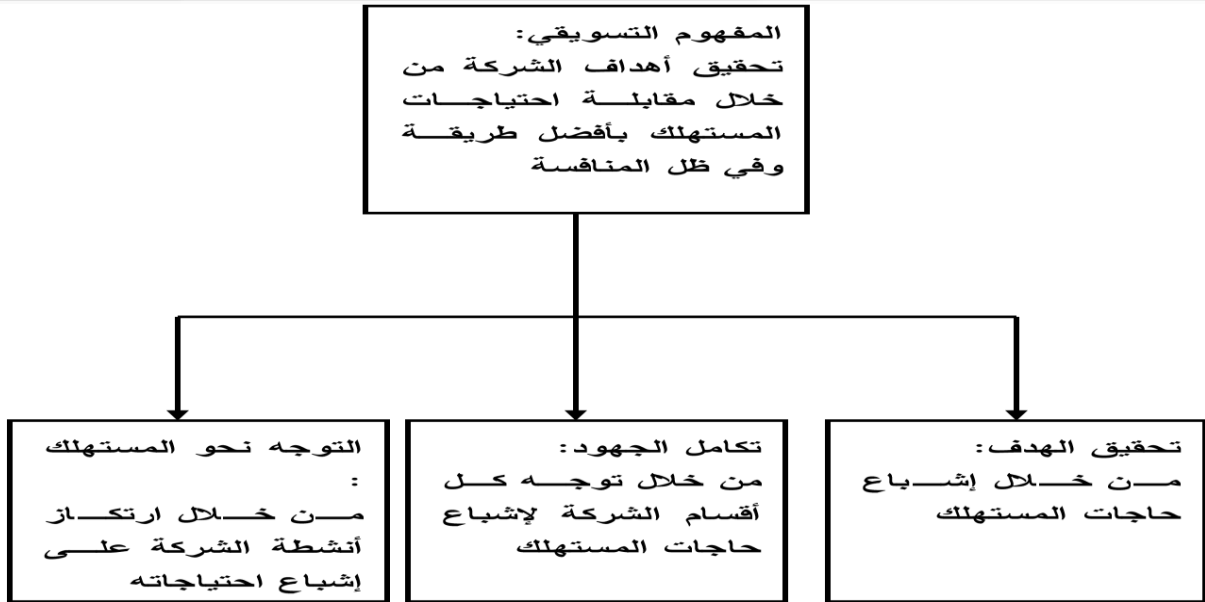 المفهوم التسويقي:
تحقيق أهداف الشركة من
خلال مقابلة احتياجات
المستهلك بأفضل طريقة
وفي ظل المنافسة
تحقيق الهدف:
من خلال إشباع
حاجات المستهلك
تكامل الجهود:
من خلال توجه كل
أقسام الشركة لإشباع
حاجات المستهلك
التوجه نحو المستهلك
:
من خلال ارتكاز
أنشطة الشركة على
إشباع احتياجاته